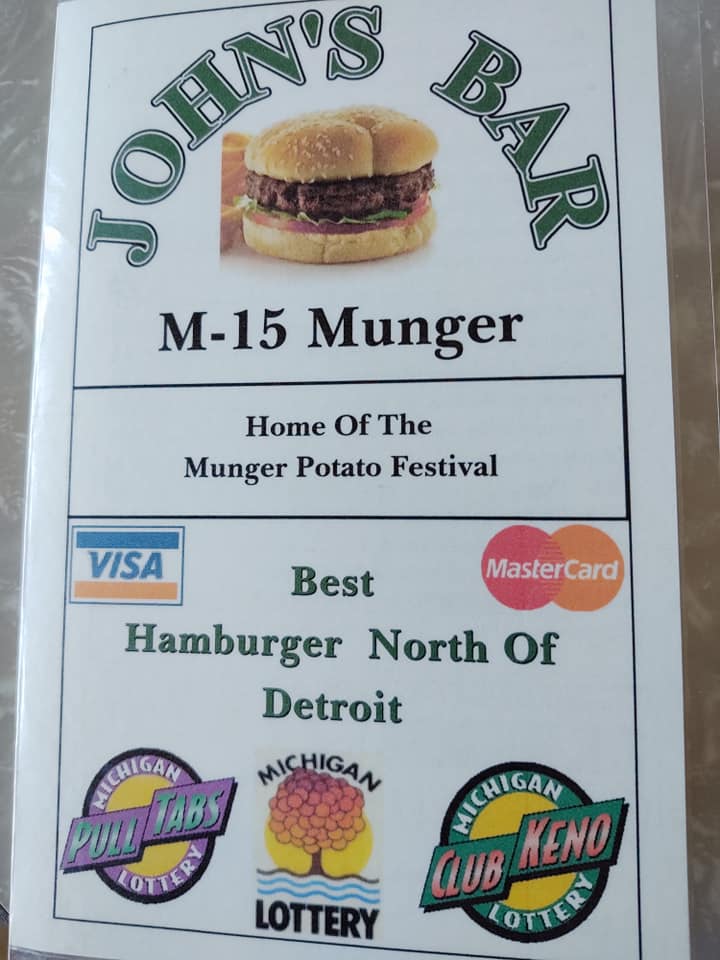 JOHN'S BAR
M-15 Munger
Home Of The
Munger Potato Festival
VISA
MasterCard
Best
Hamburger North Of
Detroit
MICHIGAN
PULL TABS
LOTTERY
MICHIGAN
LOTTERY
MICHIGAN
CLUB KENO
LOTTERY